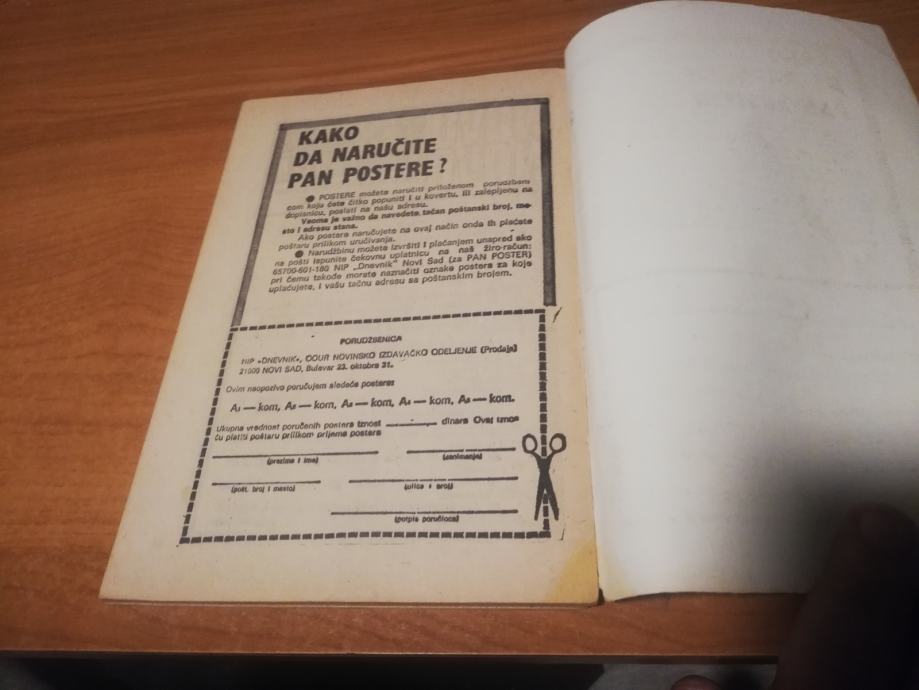 KAKO
DA NARUČITE
PAN POSTERE?
● POSTERE možete naručiti priloženom porudžbeni
com koju ćete čitko popuniti i u kovertu, ili zalepljenu na
dopisnicu, poslati na našu adresu.
Veoma je važno da navedete, tačan poštanski broj, me-
sto i adresu stana.
Ako postere naručujete na ovaj način onda ih plaćate
poštaru prilikom uručivanja.
● Narudžbinu možete izvršiti i plaćanjem unapred ako
na pošti ispunite čekovnu uplatnicu na naš žiro-račun:
65700-601-180 NIP „Dnevnik" Novi Sad (za PAN POSTER)
pri čemu takođe morate naznačiti oznake postera za koje
uplaćujete, i vašu tačnu adresu sa poštanskim brojem.
PORUDŽBENICA
NIP »DNEVNIK«, OOUR NOVINSKO IZDAVAČKO ODELJENJE (Prodaja)
21000 NOVI SAD, Bulevar 23. oktobra 31.
Ovim neopozivo poručujem sledeće postere:
— kom, — kom, — kom, — kom, — kom.
Ukupna vrednost poručenih postera iznosi ______ dinara Ovaj iznos
ću platiti poštaru prilikom prijema postera
(prezime i ime) (zanimanje)
(pošt. broj i mesto) (ulica i broj)
(potpis poručioca)